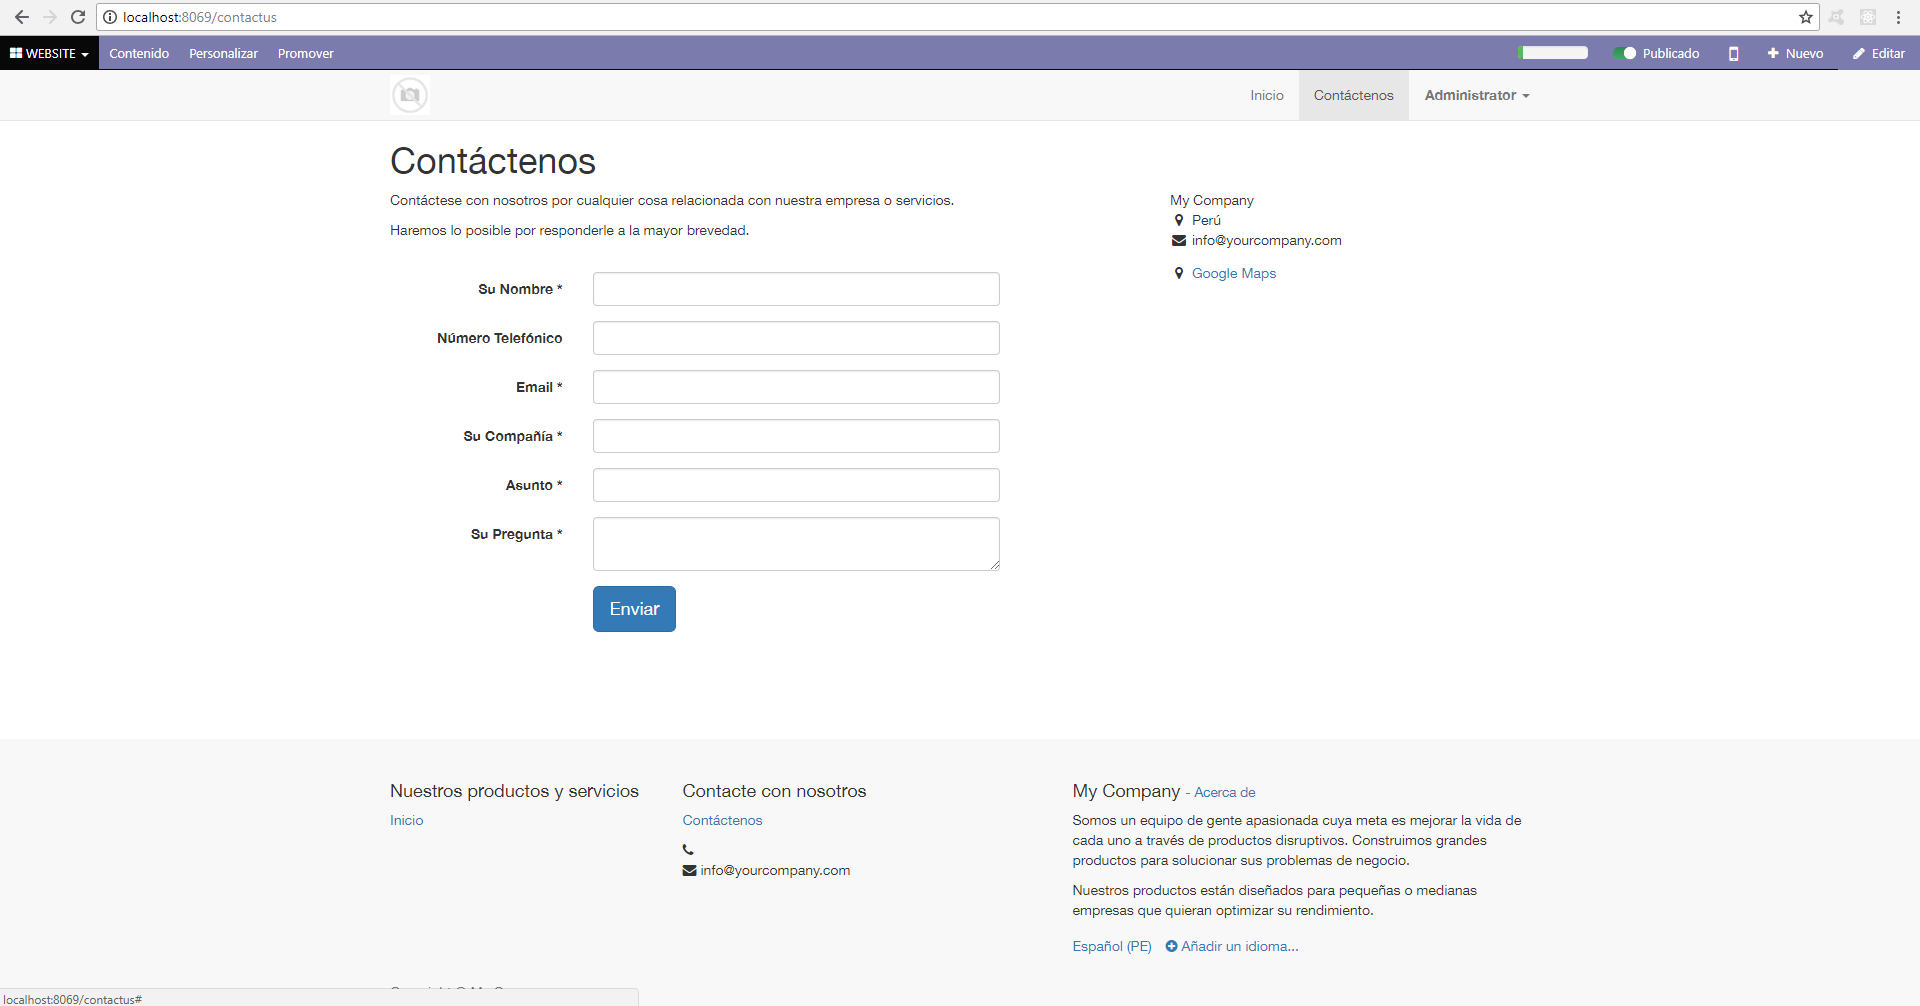 localhost:8069/contactus
WEBSITE Contenido Personalizar Promover Publicado Nuevo Editar
Inicio Contáctenos Administrator
Contáctenos
Contáctese con nosotros por cualquier cosa relacionada con nuestra empresa o servicios.
Haremos lo posible por responderle a la mayor brevedad.
My Company
Perú
info@yourcompany.com
Google Maps
Su Nombre *
Número Telefónico
Email *
Su Compañía *
Asunto *
Su Pregunta *
Enviar
Nuestros productos y servicios
Inicio
Contacte con nosotros
Contáctenos
info@yourcompany.com
My Company - Acerca de
Somos un equipo de gente apasionada cuya meta es mejorar la vida de
cada uno a través de productos disruptivos. Construimos grandes
productos para solucionar sus problemas de negocio.
Nuestros productos están diseñados para pequeñas o medianas
empresas que quieran optimizar su rendimiento.
Español (PE) Añadir un idioma...
localhost:8069/contactus#